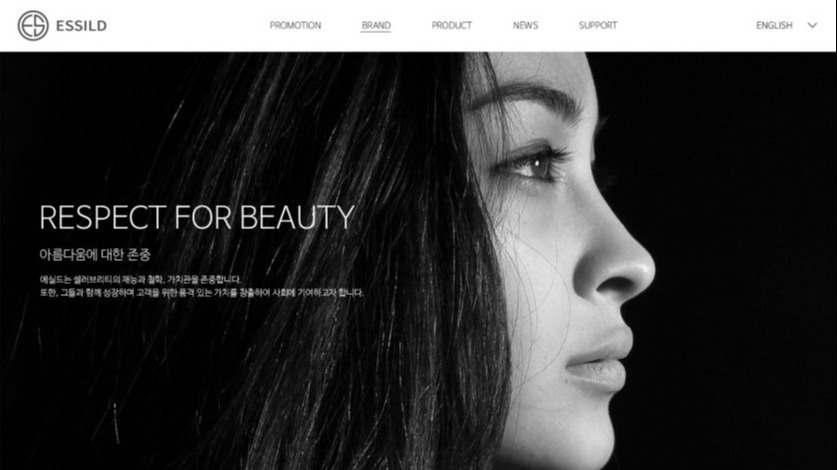 ESSILD
PROMOTION
BRAND
PRODUCT
NEWS
SUPPORT
ENGLISH
RESPECT FOR BEAUTY
아름다움에 대한 존중
에실드는 셀러브리티의 재능과 철학, 가치관을 존중합니다.
또한, 그들과 함께 성장하며 고객을 위한 품격 있는 가치를 창출하여 사회에 기여하고자 합니다.